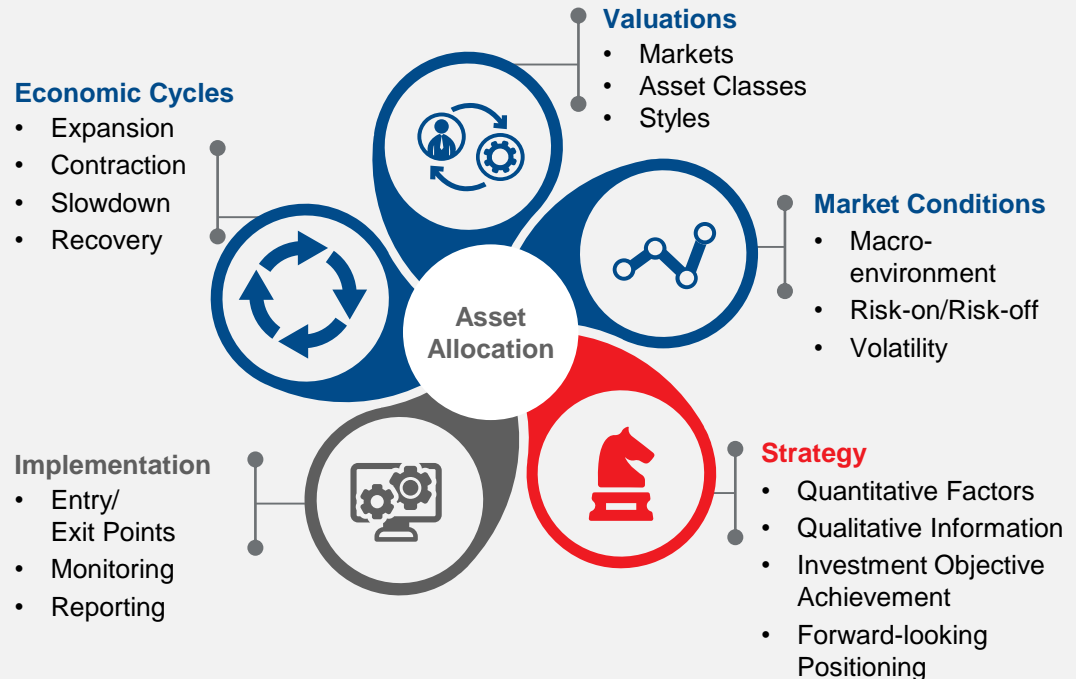 Valuations
• Markets
• Asset Classes
• Styles
Economic Cycles
• Expansion
• Contraction
• Slowdown
• Recovery
Market Conditions
• Macro-
environment
• Risk-on/Risk-off
• Volatility
Asset
Allocation
Implementation
• Entry/
Exit Points
• Monitoring
• Reporting
Strategy
• Quantitative Factors
• Qualitative Information
• Investment Objective
Achievement
• Forward-looking
Positioning